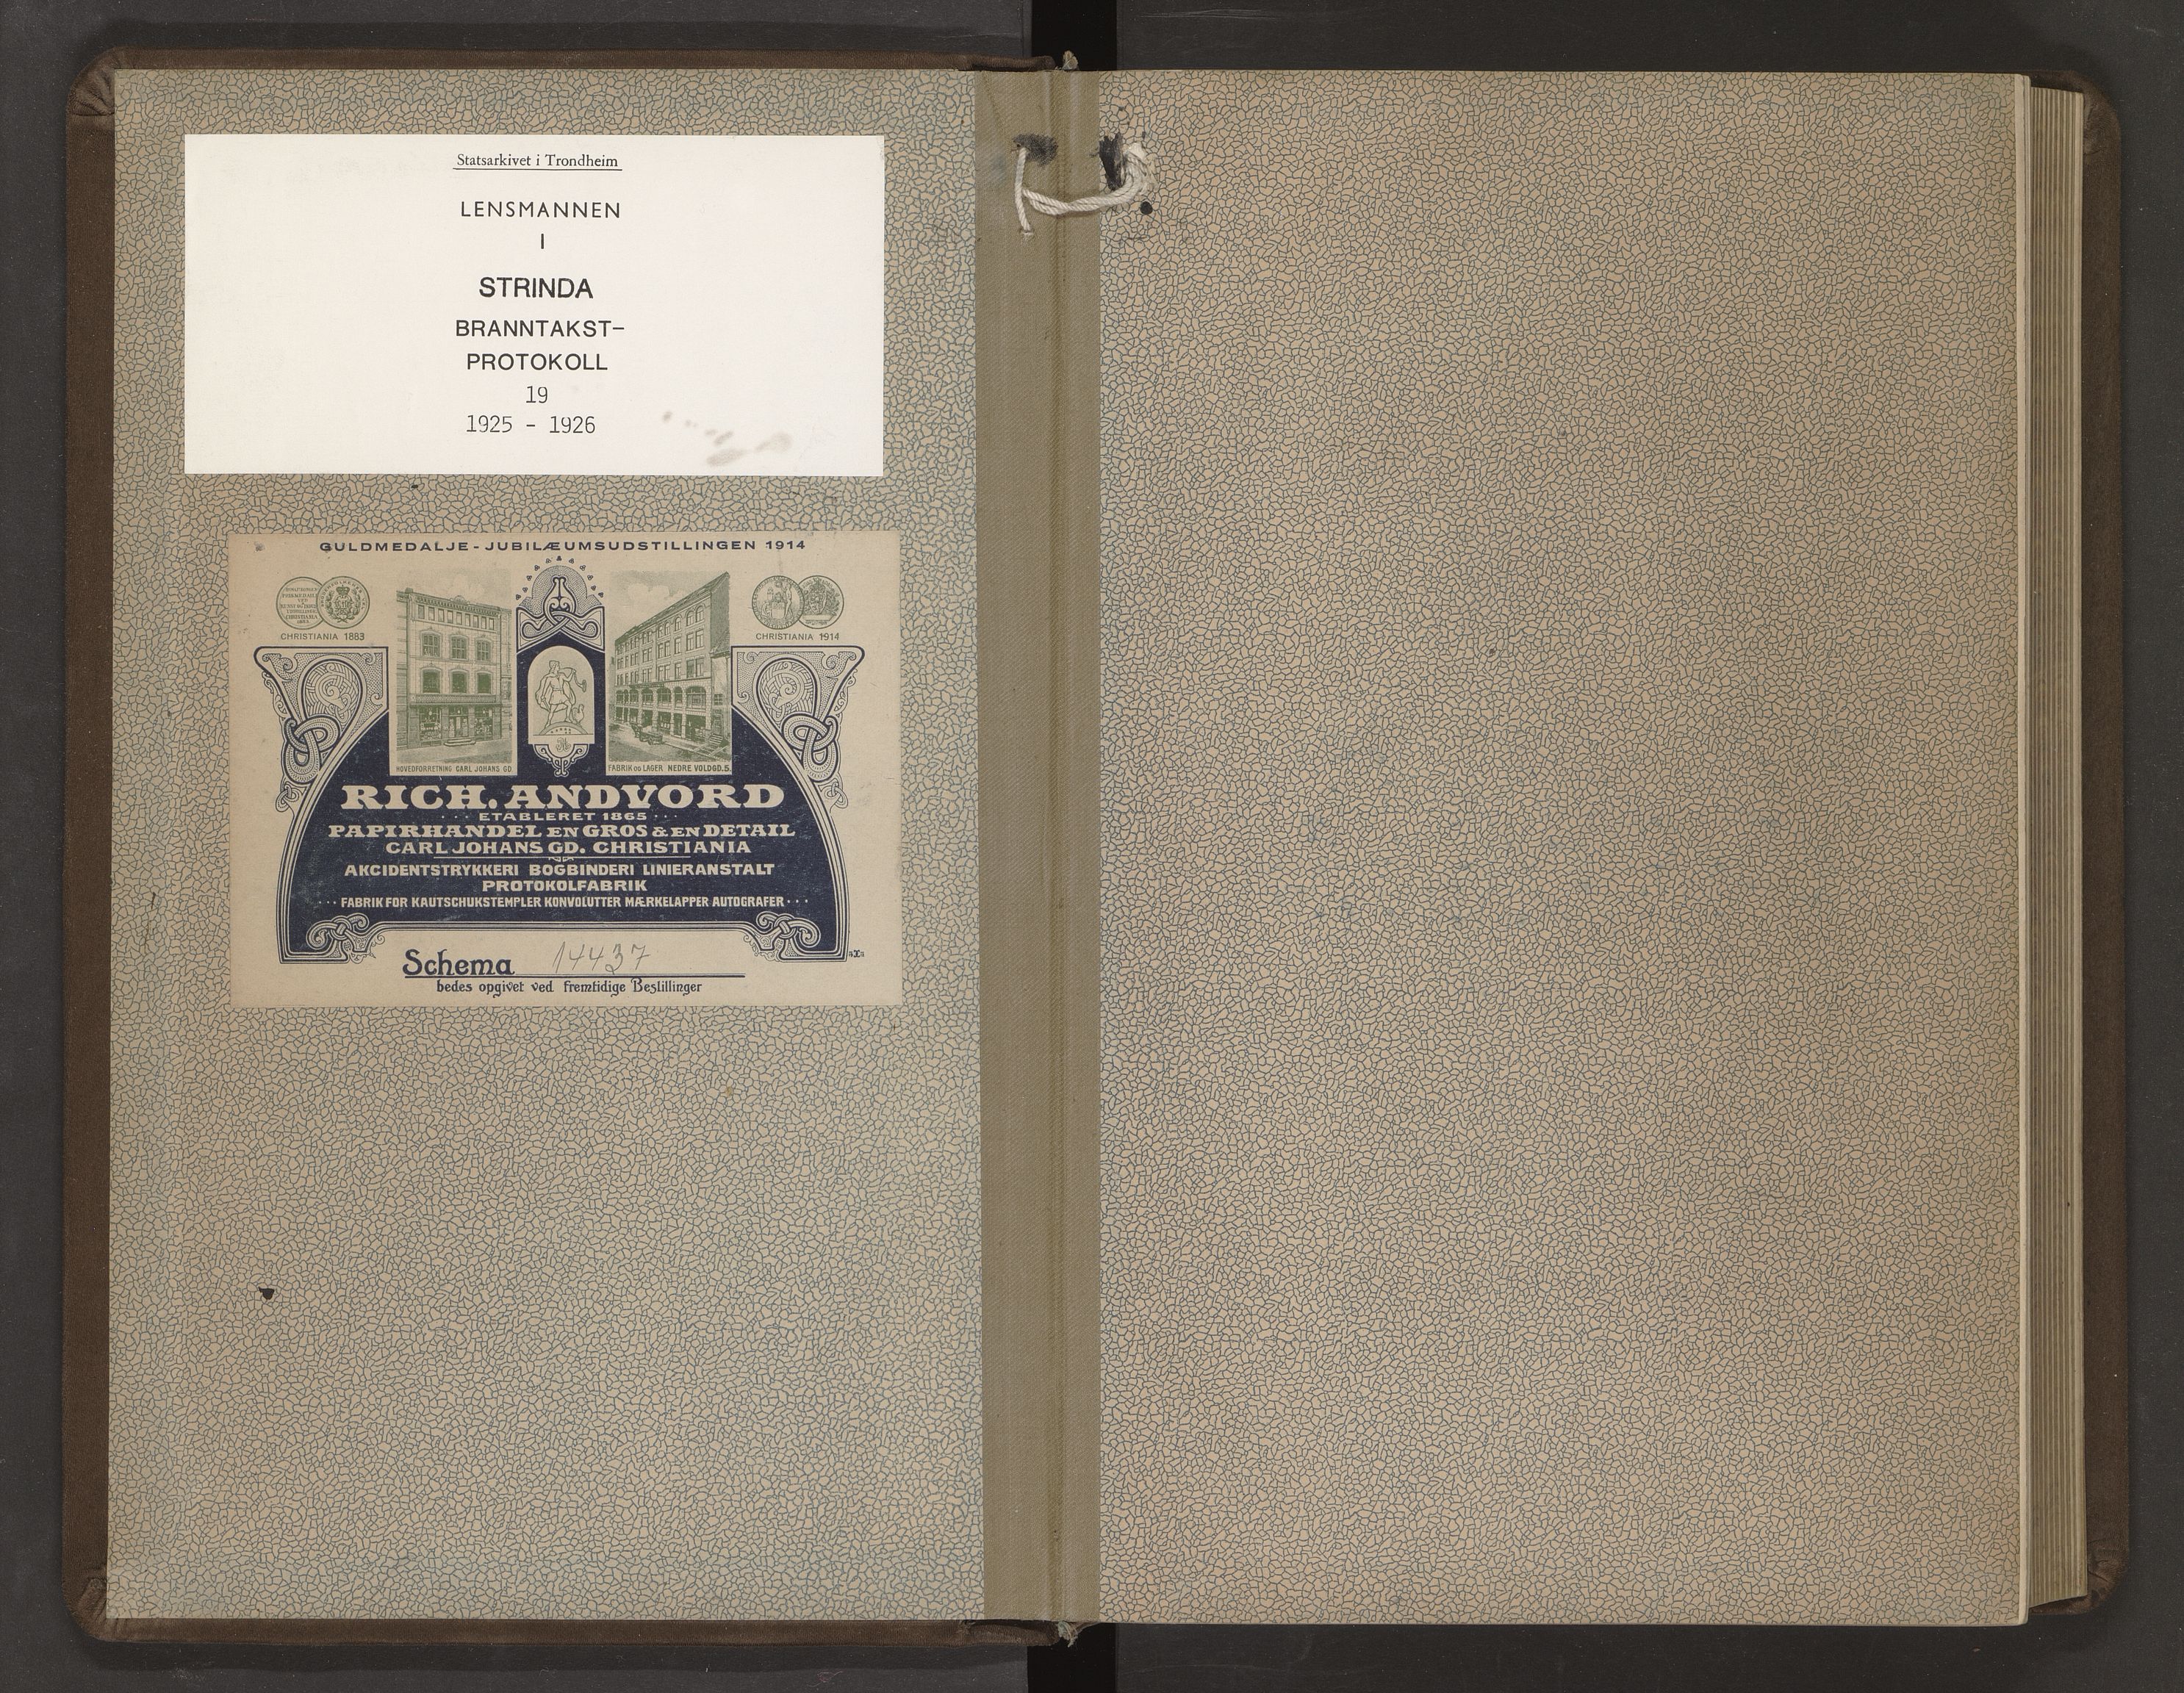 Statsarkivet i Trondheim
LENSMANNEN
I
STRINDA
BRANNTAKST-
PROTOKOLL
19
1925 - 1926
GULDMEDALJE - JUBILÆUMSUDSTILLINGEN 1914
CHRISTIANIA 1883
CHRISTIANIA 1914
HOVEDFORRETNING CARL JOHANS GD
FABRIK OG LAGER NEDRE VOLDGD. 5.
RICH. ANDVORD
ETABLERET 1865
PAPIRHANDEL EN GROS & EN DETAIL
CARL JOHANS GD. CHRISTIANIA
AKCIDENTSTRYKKERI BOGBINDERI LINIERANSTALT
PROTOKOLFABRIK
FABRIK FOR KAUTSCHUKSTEMPLER KONVOLUTTER MÆRKELAPPER AUTOGRAFER
Schema 14437
bedes opgivet ved fremtidige Bestillinger